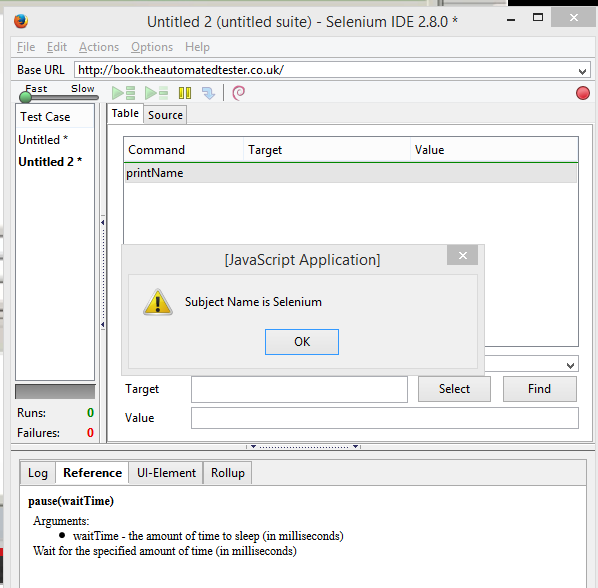 Untitled 2 (untitled suite) - Selenium IDE 2.8.0 *
File Edit Actions Options Help
Base URL http://book.theautomatedtester.co.uk/
Fast Slow
Test Case
Untitled *
Untitled 2 *
Table Source
Command Target Value
printName
[JavaScript Application]
Subject Name is Selenium
OK
Target Select Find
Value
Runs: 0
Failures: 0
Log Reference UI-Element Rollup
pause(waitTime)
Arguments:
waitTime - the amount of time to sleep (in milliseconds)
Wait for the specified amount of time (in milliseconds)